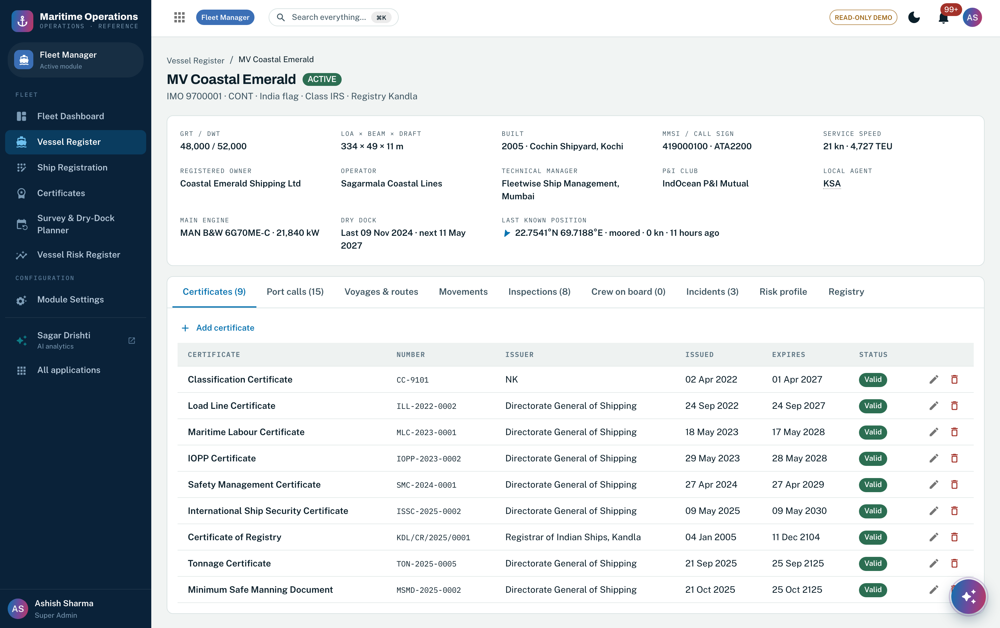 Maritime Operations
OPERATIONS · REFERENCE
Fleet Manager
Active module
FLEET
Fleet Dashboard
Vessel Register
Ship Registration
Certificates
Survey & Dry-Dock
Planner
Vessel Risk Register
CONFIGURATION
Module Settings
Sagar Drishti
AI analytics
All applications
AS
Ashish Sharma
Super Admin
Fleet Manager
Search everything... ⌘K
READ-ONLY DEMO
99+
AS
Vessel Register / MV Coastal Emerald
MV Coastal Emerald ACTIVE
IMO 9700001 · CONT · India flag · Class IRS · Registry Kandla
GRT / DWT
48,000 / 52,000
LOA × BEAM × DRAFT
334 × 49 × 11 m
BUILT
2005 · Cochin Shipyard, Kochi
MMSI / CALL SIGN
419000100 · ATA2200
SERVICE SPEED
21 kn · 4,727 TEU
REGISTERED OWNER
Coastal Emerald Shipping Ltd
OPERATOR
Sagarmala Coastal Lines
TECHNICAL MANAGER
Fleetwise Ship Management,
Mumbai
P&I CLUB
IndOcean P&I Mutual
LOCAL AGENT
KSA
MAIN ENGINE
MAN B&W 6G70ME-C · 21,840 kW
DRY DOCK
Last 09 Nov 2024 · next 11 May
2027
LAST KNOWN POSITION
22.7541°N 69.7188°E · moored · 0 kn · 11 hours ago
Certificates (9) Port calls (15) Voyages & routes Movements Inspections (8) Crew on board (0) Incidents (3) Risk profile Registry
+ Add certificate
CERTIFICATE NUMBER ISSUER ISSUED EXPIRES STATUS
Classification Certificate CC-9101 NK 02 Apr 2022 01 Apr 2027 Valid
Load Line Certificate ILL-2022-0002 Directorate General of Shipping 24 Sep 2022 24 Sep 2027 Valid
Maritime Labour Certificate MLC-2023-0001 Directorate General of Shipping 18 May 2023 17 May 2028 Valid
IOPP Certificate IOPP-2023-0002 Directorate General of Shipping 29 May 2023 28 May 2028 Valid
Safety Management Certificate SMC-2024-0001 Directorate General of Shipping 27 Apr 2024 27 Apr 2029 Valid
International Ship Security Certificate ISSC-2025-0002 Directorate General of Shipping 09 May 2025 09 May 2030 Valid
Certificate of Registry KDL/CR/2025/0001 Registrar of Indian Ships, Kandla 04 Jan 2005 11 Dec 2104 Valid
Tonnage Certificate TON-2025-0005 Directorate General of Shipping 21 Sep 2025 25 Sep 2125 Valid
Minimum Safe Manning Document MSMD-2025-0002 Directorate General of Shipping 21 Oct 2025 25 Oct 2125 Valid